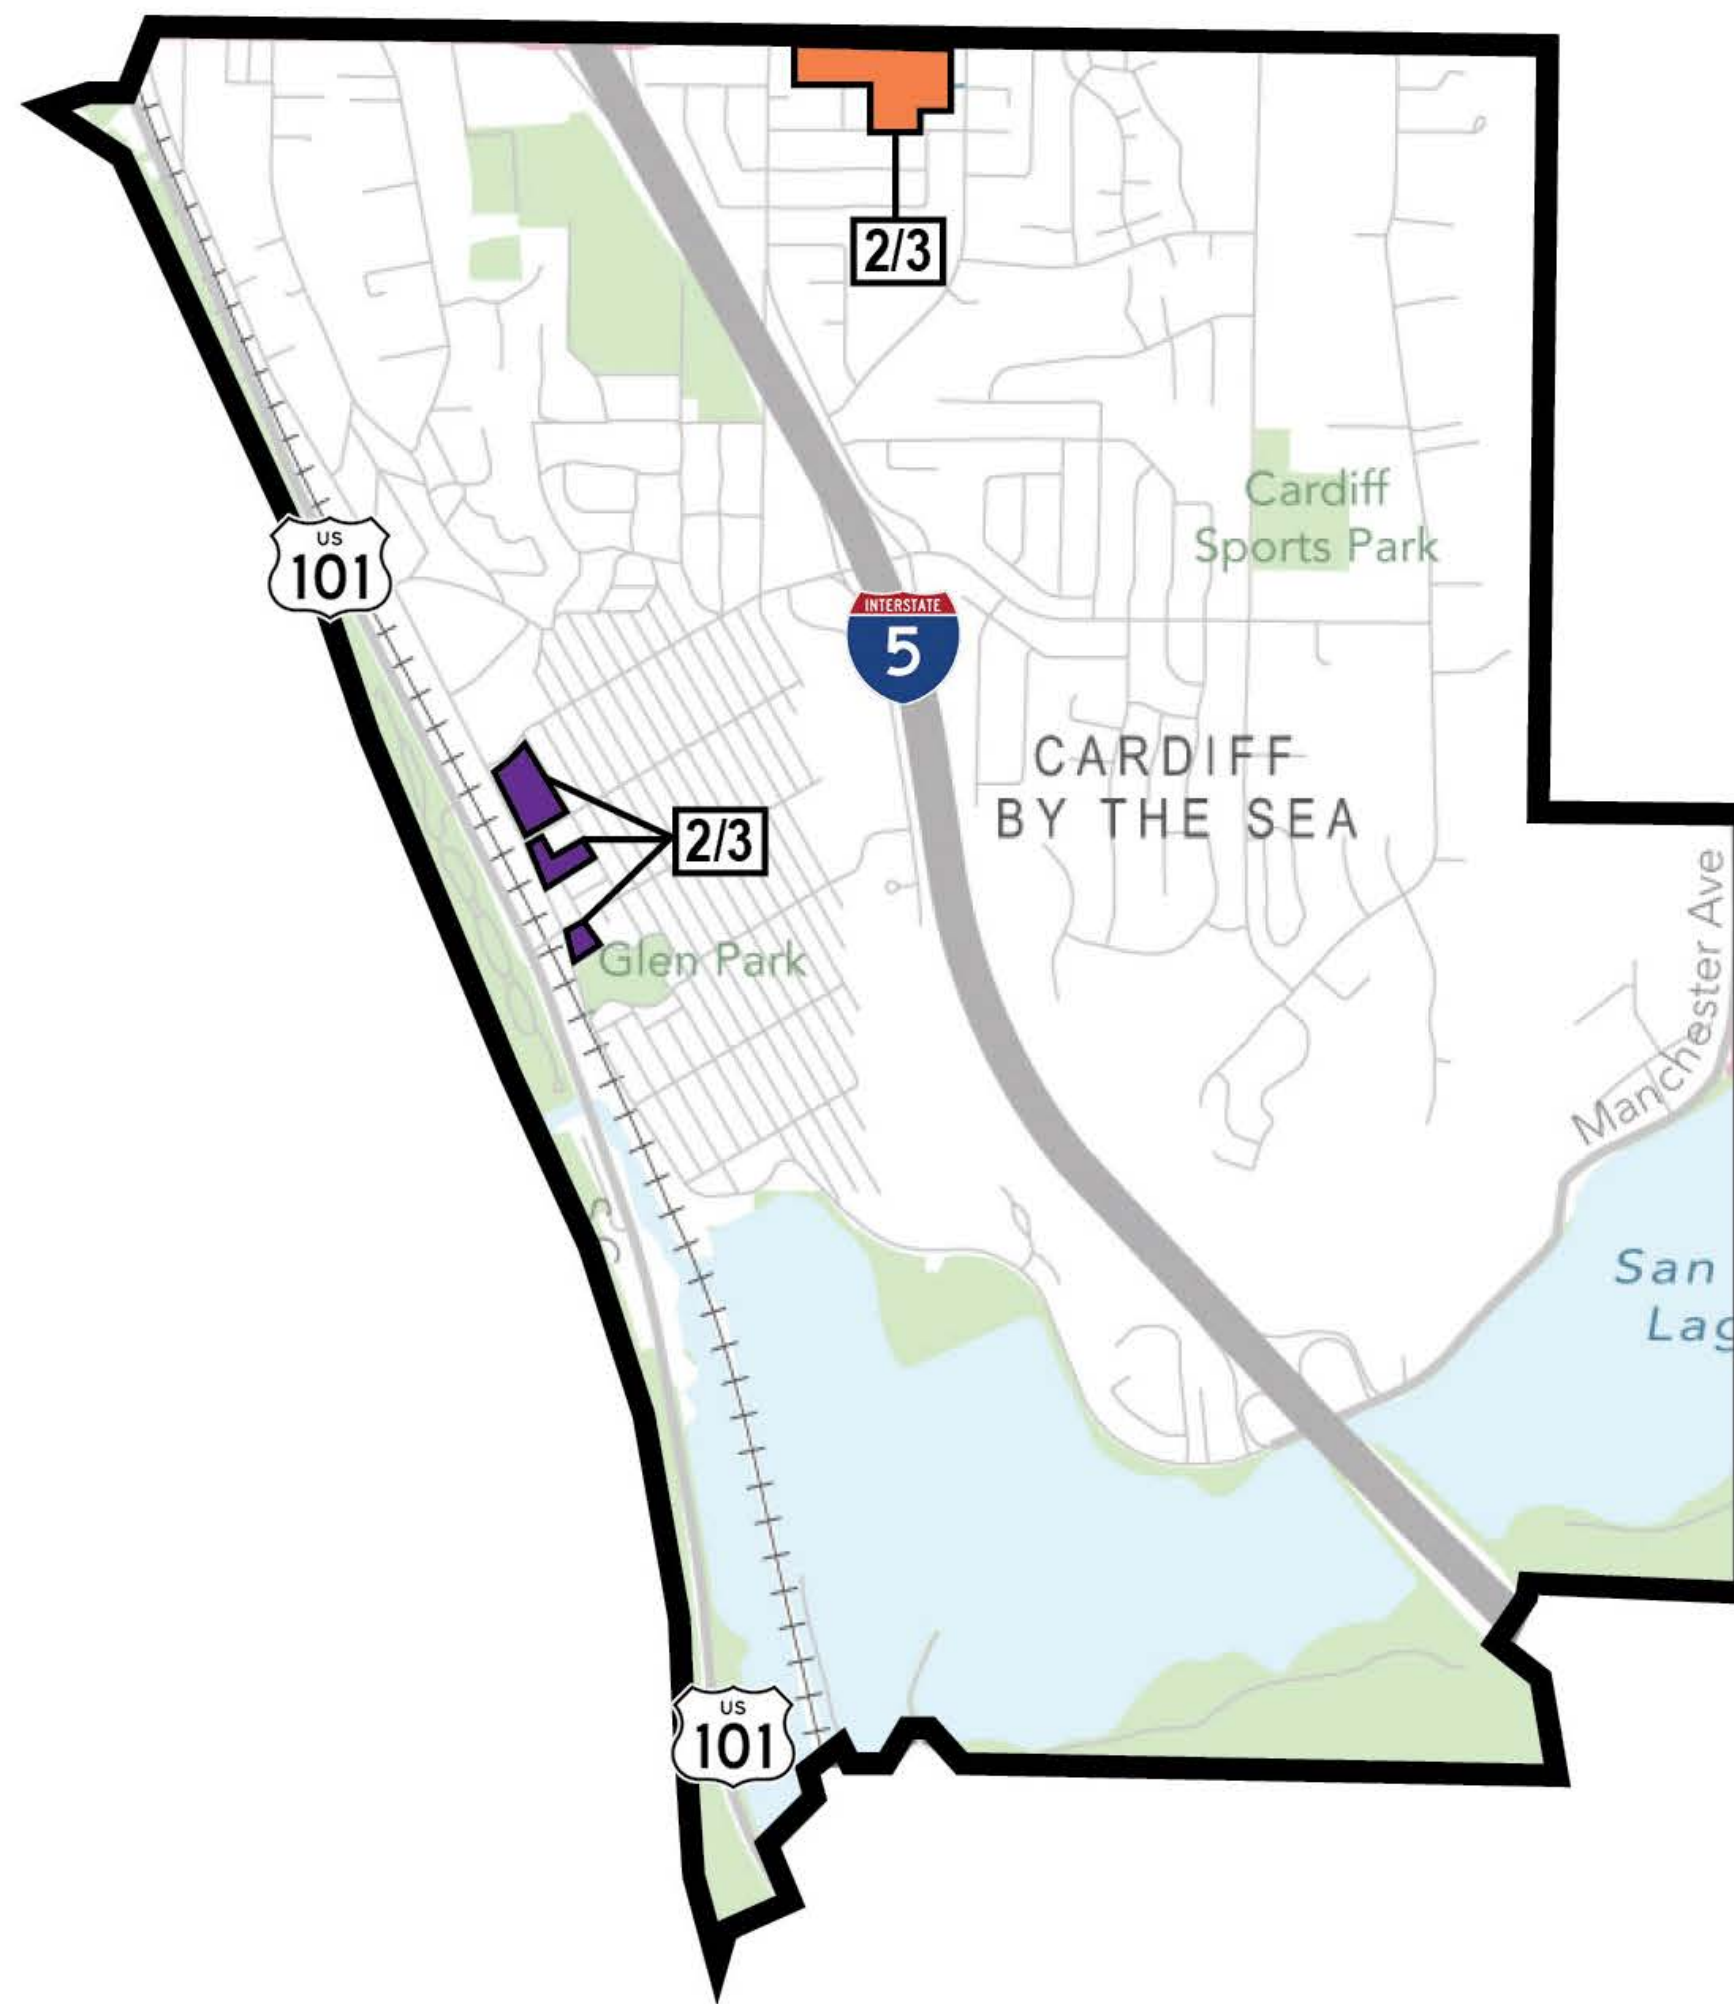 2/3
Cardiff
Sports Park
US
101
INTERSTATE
5
CARDIFF
BY THE SEA
2/3
Glen Park
Manchester Ave
San
Lag
US
101